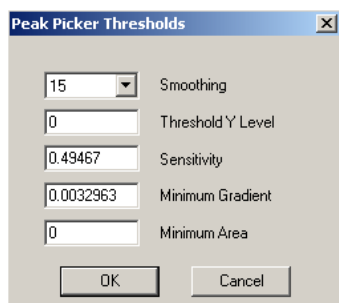 Peak Picker Thresholds
15 Smoothing
0 Threshold Y Level
0.49467 Sensitivity
0.0032963 Minimum Gradient
0 Minimum Area
OK Cancel